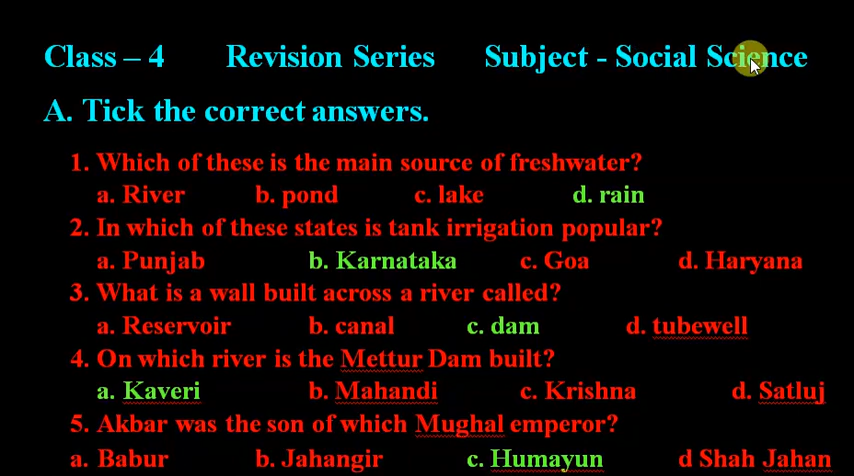 Class – 4 Revision Series Subject - Social Science
A. Tick the correct answers.
1. Which of these is the main source of freshwater?
a. River b. pond c. lake d. rain
2. In which of these states is tank irrigation popular?
a. Punjab b. Karnataka c. Goa d. Haryana
3. What is a wall built across a river called?
a. Reservoir b. canal c. dam d. tubewell
4. On which river is the Mettur Dam built?
a. Kaveri b. Mahandi c. Krishna d. Satluj
5. Akbar was the son of which Mughal emperor?
a. Babur b. Jahangir c. Humayun d Shah Jahan